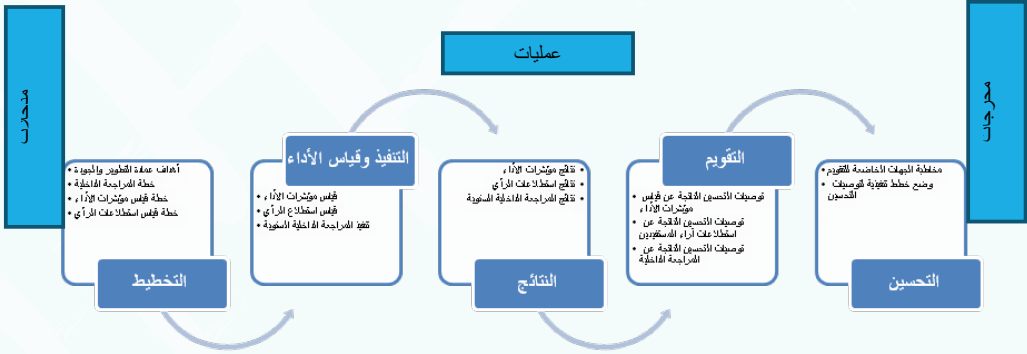 مدخلات
عمليات
مخرجات
أهداف عمادة التطوير والجودة
خطة المراجعة الداخلية
خطة قياس مؤشرات الأداء
خطة قياس استطلاعات الرأي
التخطيط
التنفيذ وقياس الأداء
قياس مؤشرات الأداء
قياس استطلاع الرأي
تنفيذ المراجعة الداخلية السنوية
نتائج مؤشرات الأداء
نتائج استطلاعات الرأي
نتائج المراجعة الداخلية السنوية
النتائج
التقويم
توصيات التحسين الناتجة عن قياس
مؤشرات الأداء
توصيات التحسين الناتجة عن
استطلاعات آراء المستفيدين
توصيات التحسين الناتجة عن
المراجعة الداخلية
مخاطبة الجهات الخاضعة للتقويم
وضع خطط تنفيذية لتوصيات
التحسين
التحسين